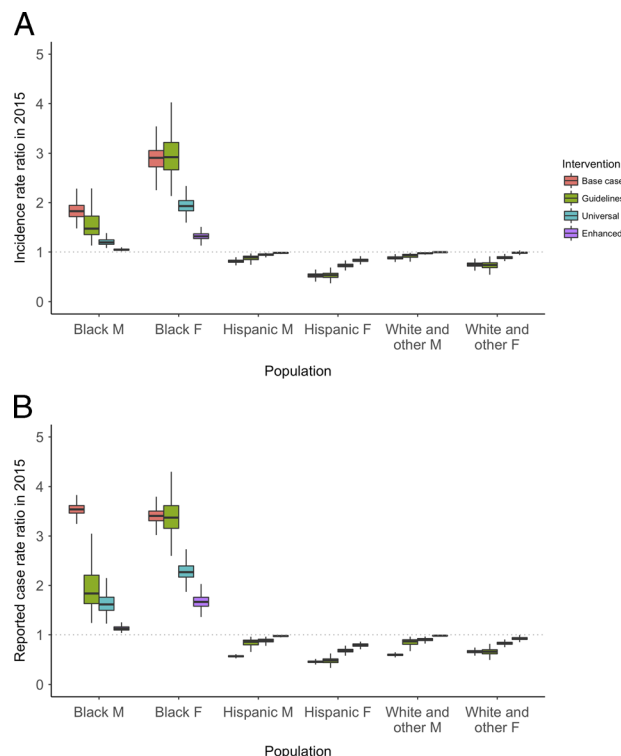 A
5
4
3
2
1
0
Incidence rate ratio in 2015
Black M
Black F
Hispanic M
Hispanic F
White and
other M
White and
other F
Population
Intervention
Base case
Guidelines
Universal
Enhanced
B
5
4
3
2
1
0
Reported case rate ratio in 2015
Black M
Black F
Hispanic M
Hispanic F
White and
other M
White and
other F
Population